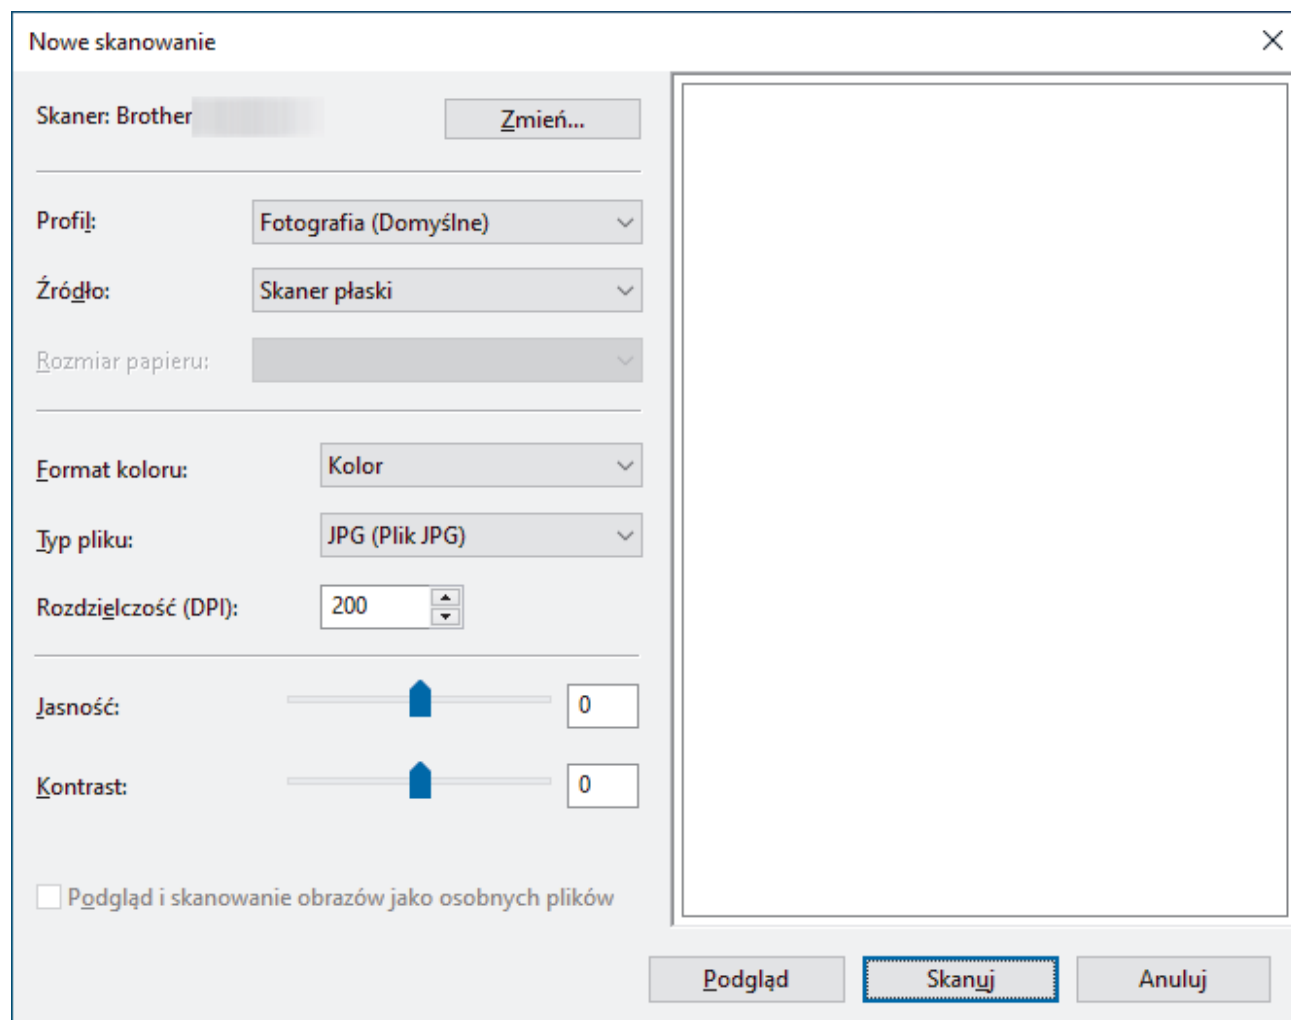 Nowe skanowanie
Skaner: Brother
Zmień...
Profil: Fotografia (Domyślne)
Źródło: Skaner płaski
Rozmiar papieru:
Format koloru: Kolor
Typ pliku: JPG (Plik JPG)
Rozdzielczość (DPI): 200
Jasność: 0
Kontrast: 0
Podgląd i skanowanie obrazów jako osobnych plików
Podgląd Skanuj Anuluj